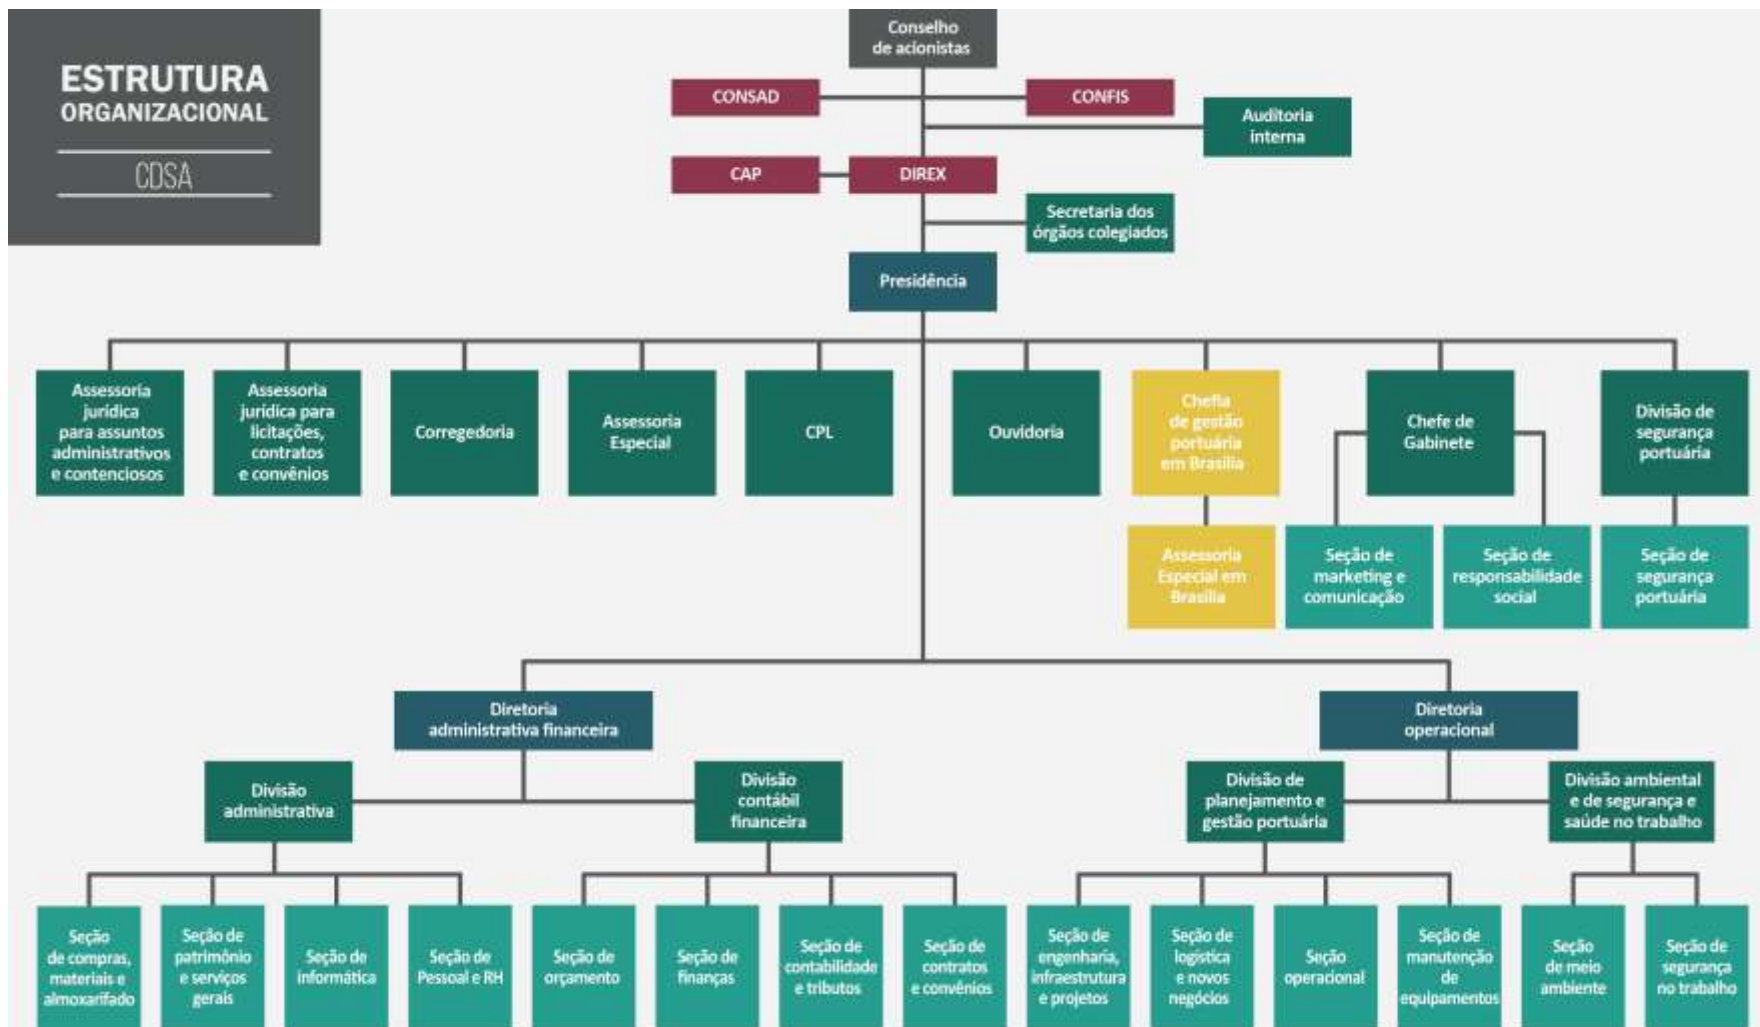 ESTRUTURA
ORGANIZACIONAL
CDSA
Conselho
de acionistas
CONSAD
CONFIS
Auditoria
interna
CAP
DIREX
Secretaria dos
órgãos colegiados
Presidência
Assessoria
jurídica
para assuntos
administrativos
e contenciosos
Assessoria
jurídica para
licitações,
contratos
e convênios
Corregedoria
Assessoria
Especial
CPL
Ouvidoria
Chefia
de gestão
portuária
em Brasília
Chefe de
Gabinete
Divisão de
segurança
portuária
Assessoria
Especial em
Brasília
Seção de
marketing e
comunicação
Seção de
responsabilidade
social
Seção de
segurança
portuária
Diretoria
administrativa financeira
Diretoria
operacional
Divisão
administrativa
Divisão
contábil
financeira
Divisão de
planejamento e
gestão portuária
Divisão ambiental
e de segurança e
saúde no trabalho
Seção
de compras,
materiais e
almoxarifado
Seção de
patrimônio
e serviços
gerais
Seção de
informática
Seção de
Pessoal e RH
Seção de
orçamento
Seção de
finanças
Seção de
contabilidade
e tributos
Seção de
contratos
e convênios
Seção de
engenharia,
infraestrutura
e projetos
Seção de
logística
e novos
negócios
Seção
operacional
Seção de
manutenção
de
equipamentos
Seção
de meio
ambiente
Seção de
segurança
no trabalho